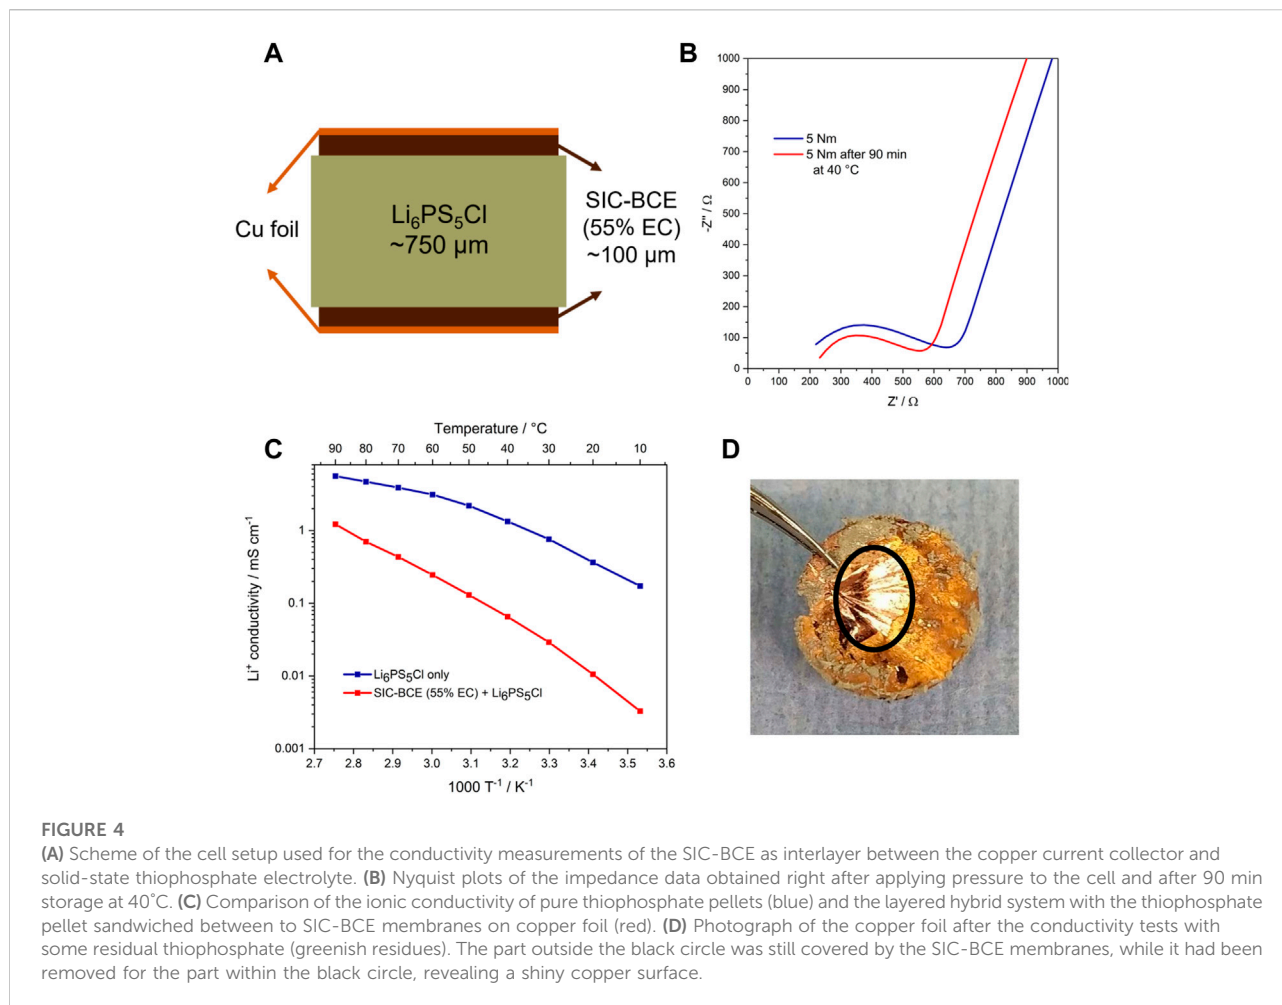 A
Cu foil
Li₆PS₅Cl
~750 µm
SIC-BCE
(55% EC)
~100 µm
B
1000
900
800
700
600
500
400
300
200
100
0
-Z" / Ω
5 Nm
5 Nm after 90 min
at 40 °C
0 100 200 300 400 500 600 700 800 900 1000
Z' / Ω
C
Temperature / °C
90 80 70 60 50 40 30 20 10
Li⁺ conductivity / mS cm⁻¹
1
0.1
0.01
0.001
Li₆PS₅Cl only
SIC-BCE (55% EC) + Li₆PS₅Cl
2.7 2.8 2.9 3.0 3.1 3.2 3.3 3.4 3.5 3.6
1000 T⁻¹ / K⁻¹
D
FIGURE 4
(A) Scheme of the cell setup used for the conductivity measurements of the SIC-BCE as interlayer between the copper current collector and
solid-state thiophosphate electrolyte. (B) Nyquist plots of the impedance data obtained right after applying pressure to the cell and after 90 min
storage at 40°C. (C) Comparison of the ionic conductivity of pure thiophosphate pellets (blue) and the layered hybrid system with the thiophosphate
pellet sandwiched between to SIC-BCE membranes on copper foil (red). (D) Photograph of the copper foil after the conductivity tests with
some residual thiophosphate (greenish residues). The part outside the black circle was still covered by the SIC-BCE membranes, while it had been
removed for the part within the black circle, revealing a shiny copper surface.